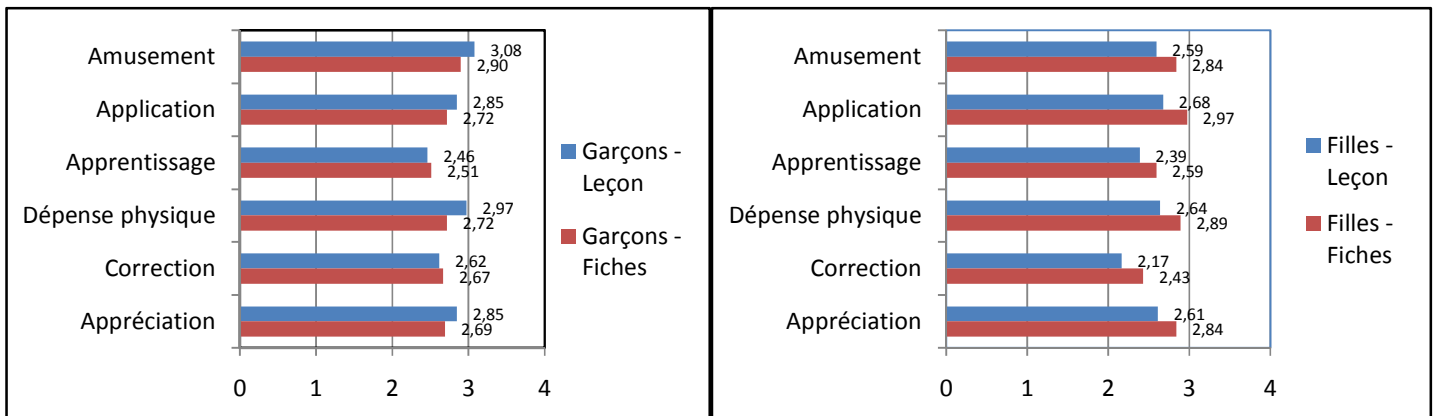 Amusement
3,08
2,90
Application
2,85
2,72
Apprentissage
2,46
2,51
Dépense physique
2,97
2,72
Correction
2,62
2,67
Appréciation
2,85
2,69
0 1 2 3 4
Garçons -
Leçon
Garçons -
Fiches
Amusement
2,59
2,84
Application
2,68
2,97
Apprentissage
2,39
2,59
Dépense physique
2,64
2,89
Correction
2,17
2,43
Appréciation
2,61
2,84
0 1 2 3 4
Filles -
Leçon
Filles -
Fiches